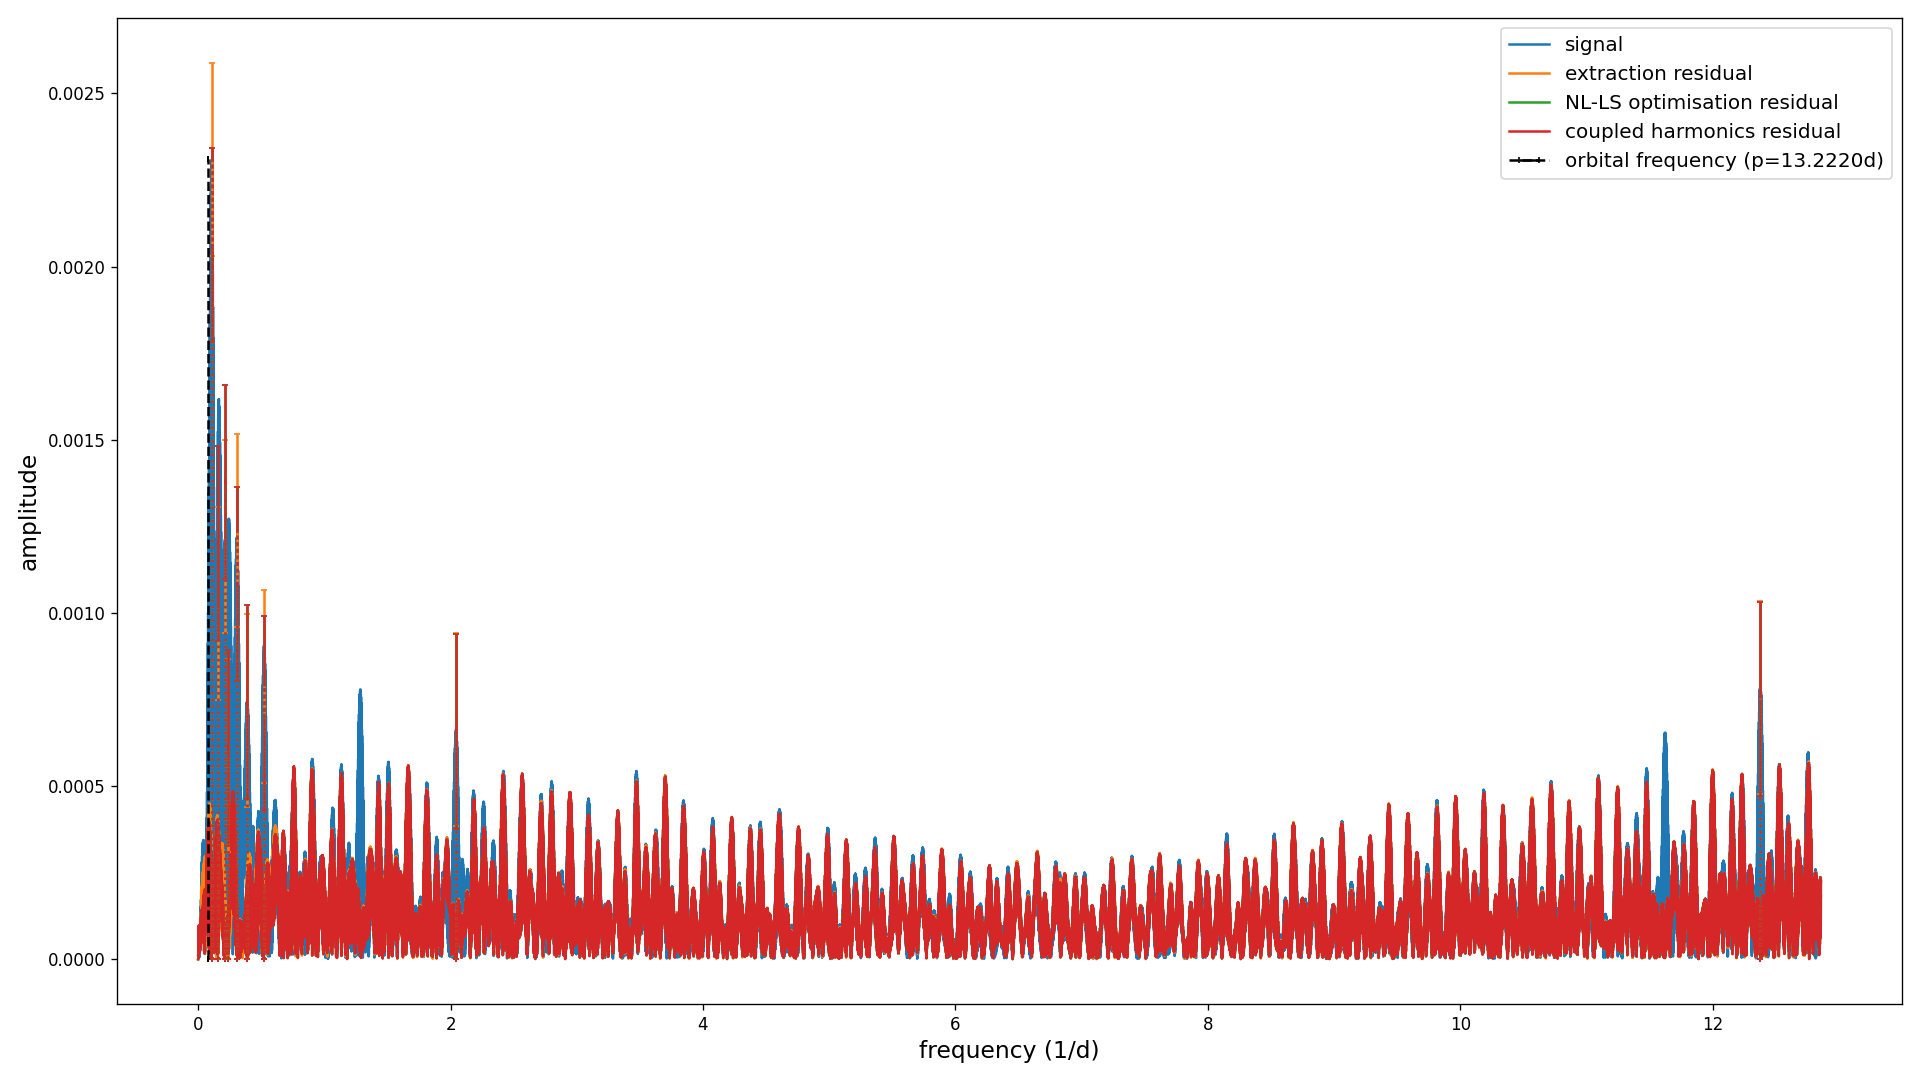 signal
extraction residual
NL-LS optimisation residual
coupled harmonics residual
orbital frequency (p=13.2220d)
0.0025
0.0020
0.0015
0.0010
0.0005
0.0000
amplitude
0 2 4 6 8 10 12
frequency (1/d)